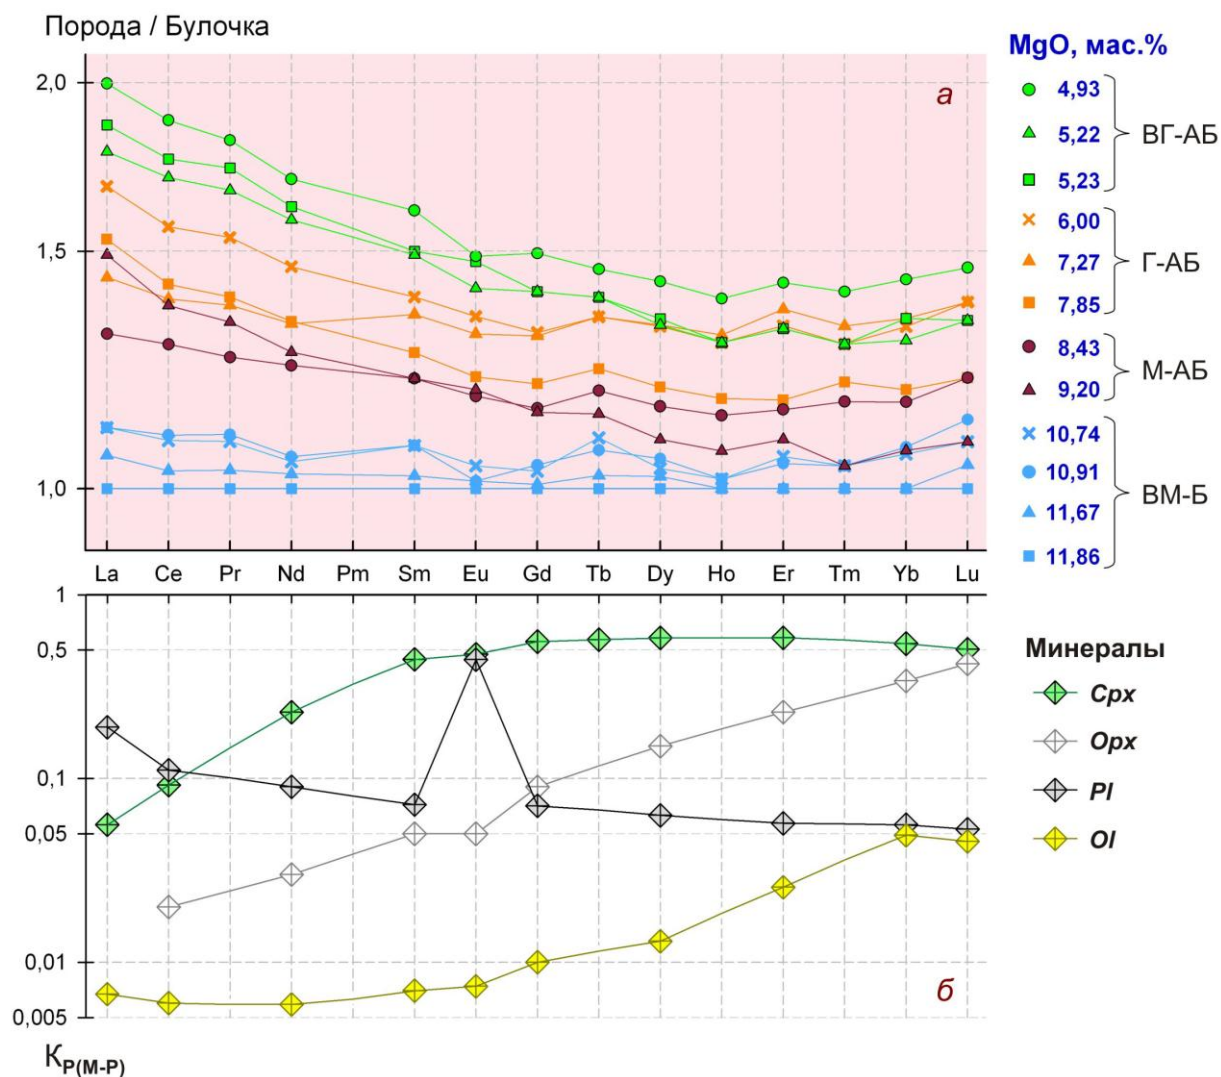 Порода / Булочка
2,0
1,5
1,0
а
MgO, мас.%
4,93
5,22
5,23
ВГ-АБ
6,00
7,27
7,85
Г-АБ
8,43
9,20
М-АБ
10,74
10,91
11,67
11,86
ВМ-Б
La Ce Pr Nd Pm Sm Eu Gd Tb Dy Ho Er Tm Yb Lu
1
0,5
0,1
0,05
0,01
0,005
б
Минералы
Cpx
Opx
Pl
Ol
КР(М-Р)